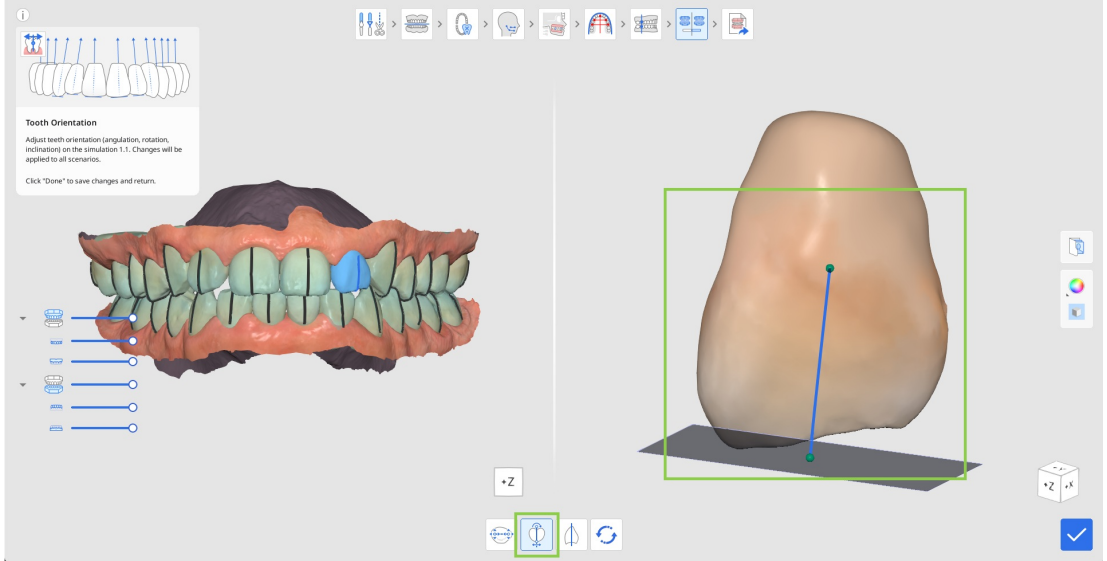 Tooth Orientation
Adjust teeth orientation (angulation, rotation,
inclination) on the simulation 1.1. Changes will be
applied to all scenarios.
Click "Done" to save changes and return.
+Z
+Z
+X